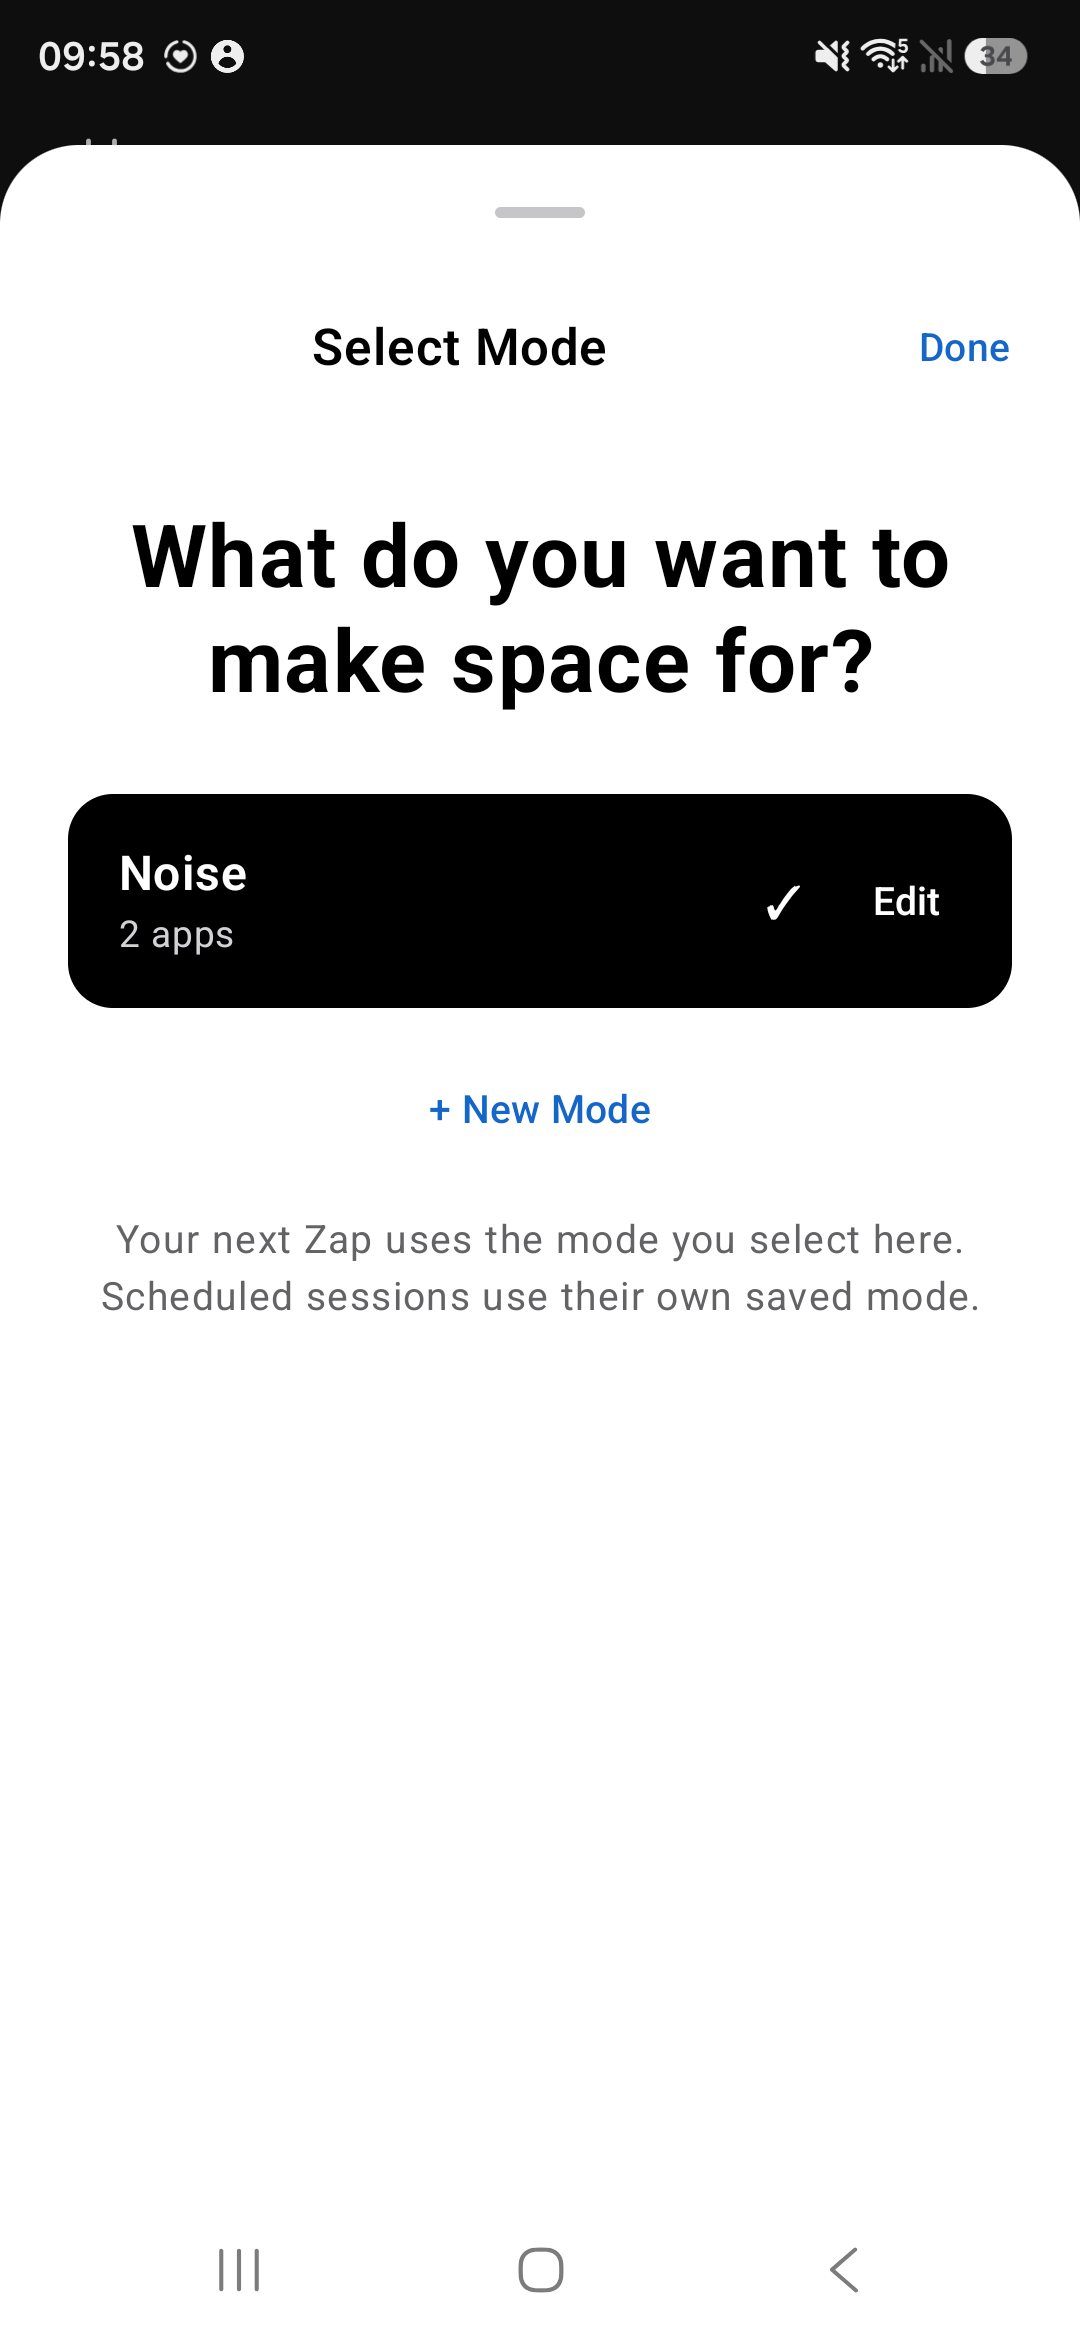 09:58
5
34
Select Mode
Done
What do you want to
make space for?
Noise
2 apps
✓
Edit
+ New Mode
Your next Zap uses the mode you select here.
Scheduled sessions use their own saved mode.